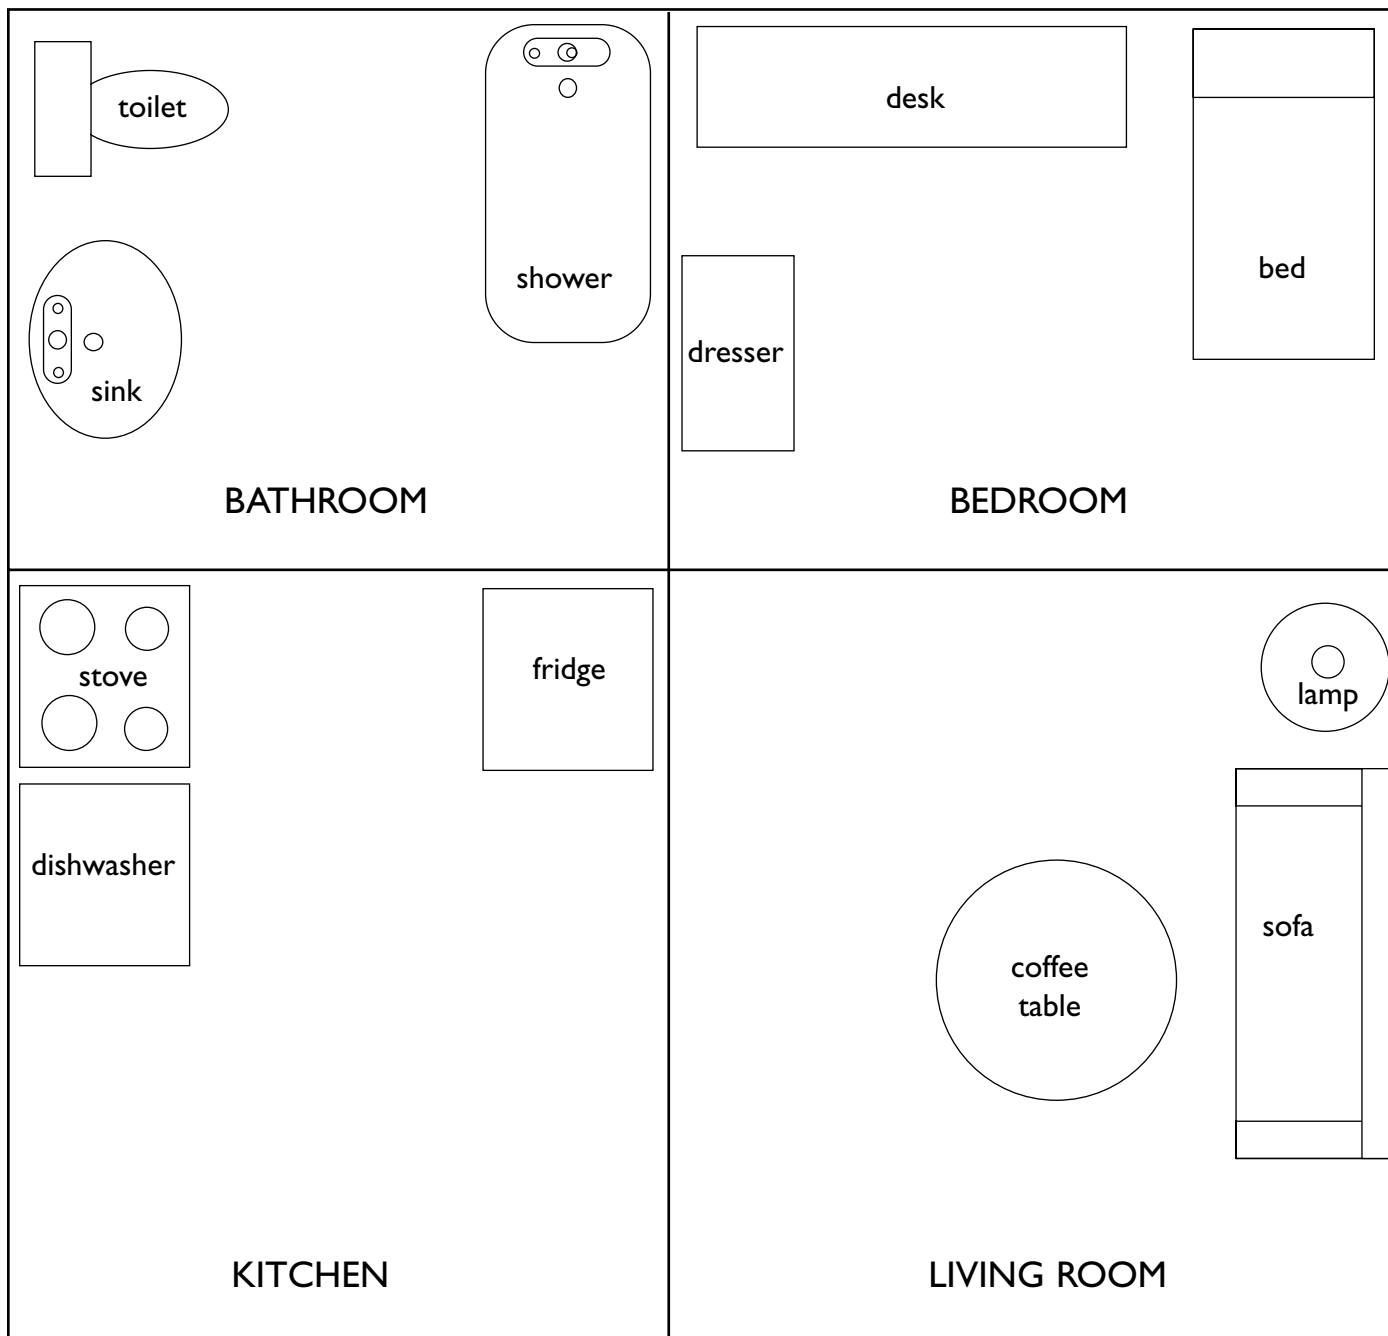 toilet
shower
sink
BATHROOM
desk
bed
dresser
BEDROOM
stove
fridge
dishwasher
KITCHEN
lamp
sofa
coffee
table
LIVING ROOM